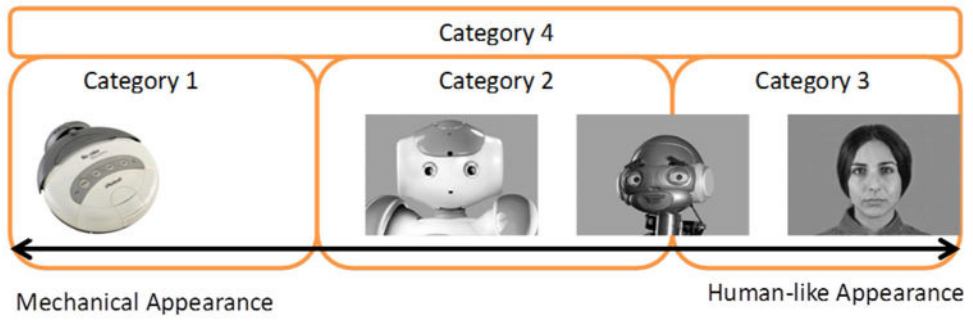 Category 4
Category 1
Category 2
Category 3
Mechanical Appearance
Human-like Appearance